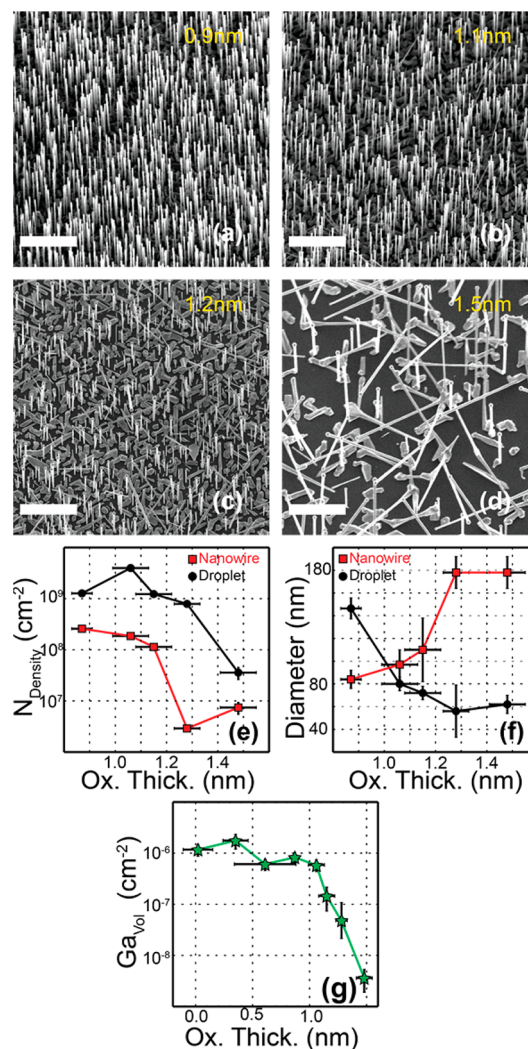 0.9nm
1.1nm
(a)
(b)
1.2nm
1.5nm
(c)
(d)
Nanowire
Droplet
N_Density (cm⁻²)
10⁹
10⁸
10⁷
1.0 1.2 1.4
Ox. Thick. (nm)
(e)
Nanowire
Droplet
Diameter (nm)
180
80
40
1.0 1.2 1.4
Ox. Thick. (nm)
(f)
Ga_Vol (cm⁻²)
10⁻⁶
10⁻⁷
10⁻⁸
0.0 0.5 1.0
Ox. Thick. (nm)
(g)